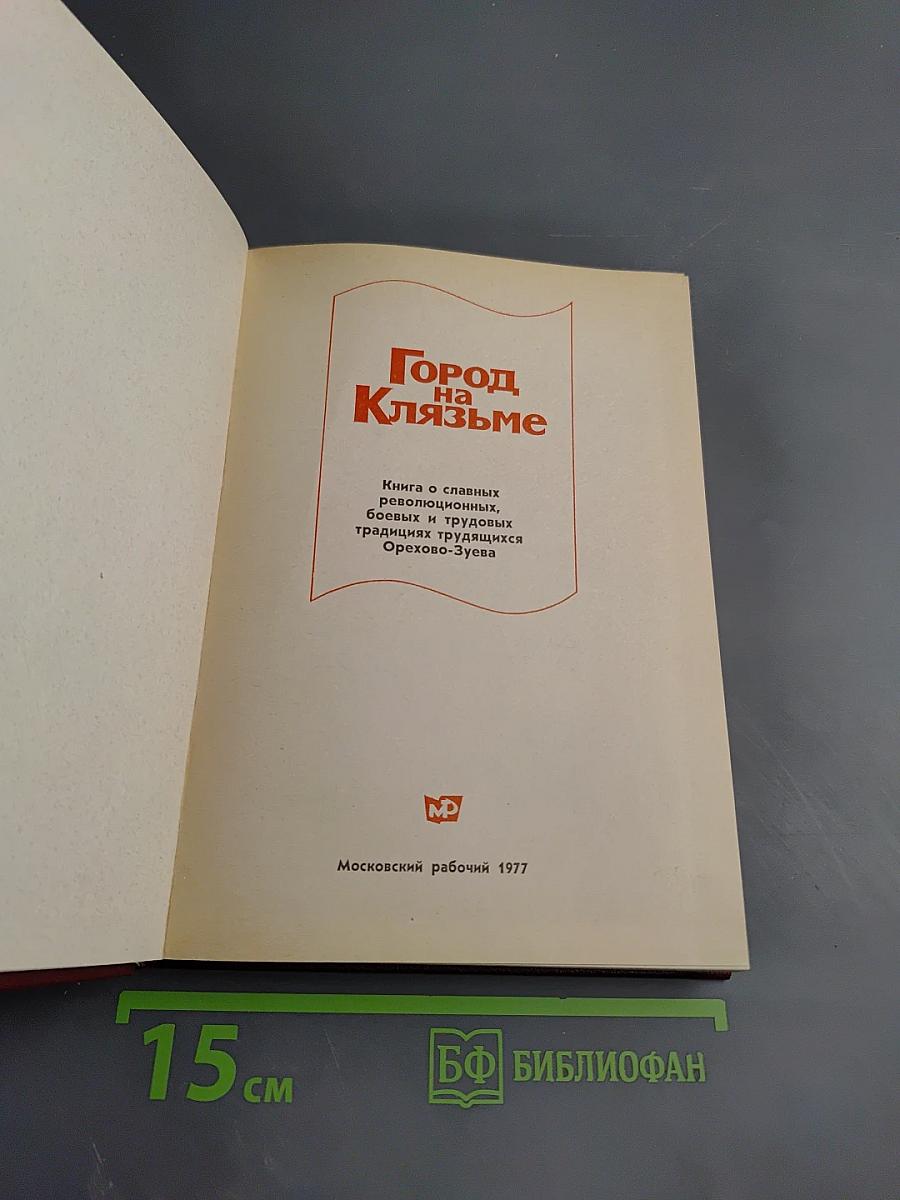 Город
на
Клязьме
Книга о славных
революционных,
боевых и трудовых
традициях трудящихся
Орехово-Зуева
МР
Московский рабочий 1977
15 см
БФ БИБЛИОФАН